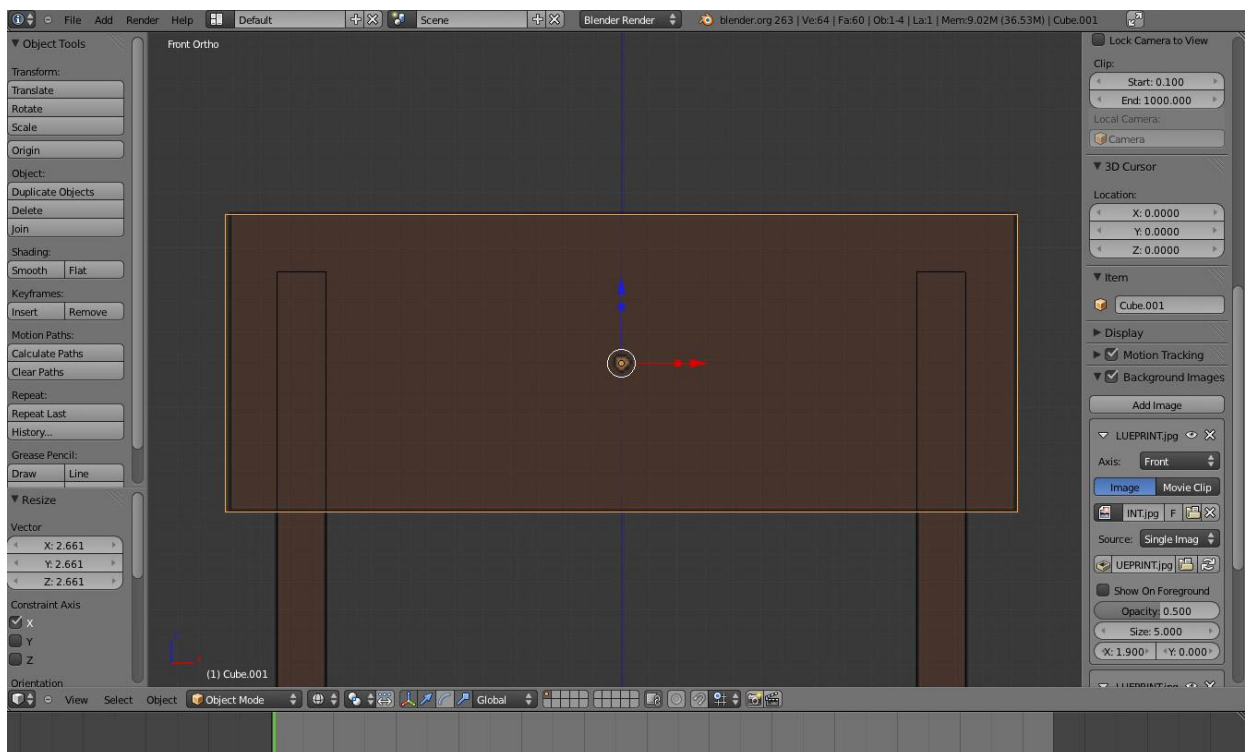 File Add Render Help Default Scene Blender Render blender.org 263 | Ve:64 | Fa:60 | Ob:1-4 | La:1 | Mem:9.02M (36.53M) | Cube.001
Object Tools
Transform:
Translate
Rotate
Scale
Origin
Object:
Duplicate Objects
Delete
Join
Shading:
Smooth Flat
Keyframes:
Insert Remove
Motion Paths:
Calculate Paths
Clear Paths
Repeat:
Repeat Last
History...
Grease Pencil:
Draw Line
Resize
Vector
X: 2.661
Y: 2.661
Z: 2.661
Constraint Axis
X
Y
Z
Orientation
Front Ortho
(1) Cube.001
Lock Camera to View
Clip:
Start: 0.100
End: 1000.000
Local Camera:
Camera
3D Cursor
Location:
X: 0.0000
Y: 0.0000
Z: 0.0000
Item
Cube.001
Display
Motion Tracking
Background Images
Add Image
LUEPRINT.jpg
Axis: Front
Image Movie Clip
INT.jpg F
Source: Single Imag
UEPRINT.jpg
Show On Foreground
Opacity: 0.500
Size: 5.000
X: 1.900 Y: 0.000
View Select Object Object Mode Global